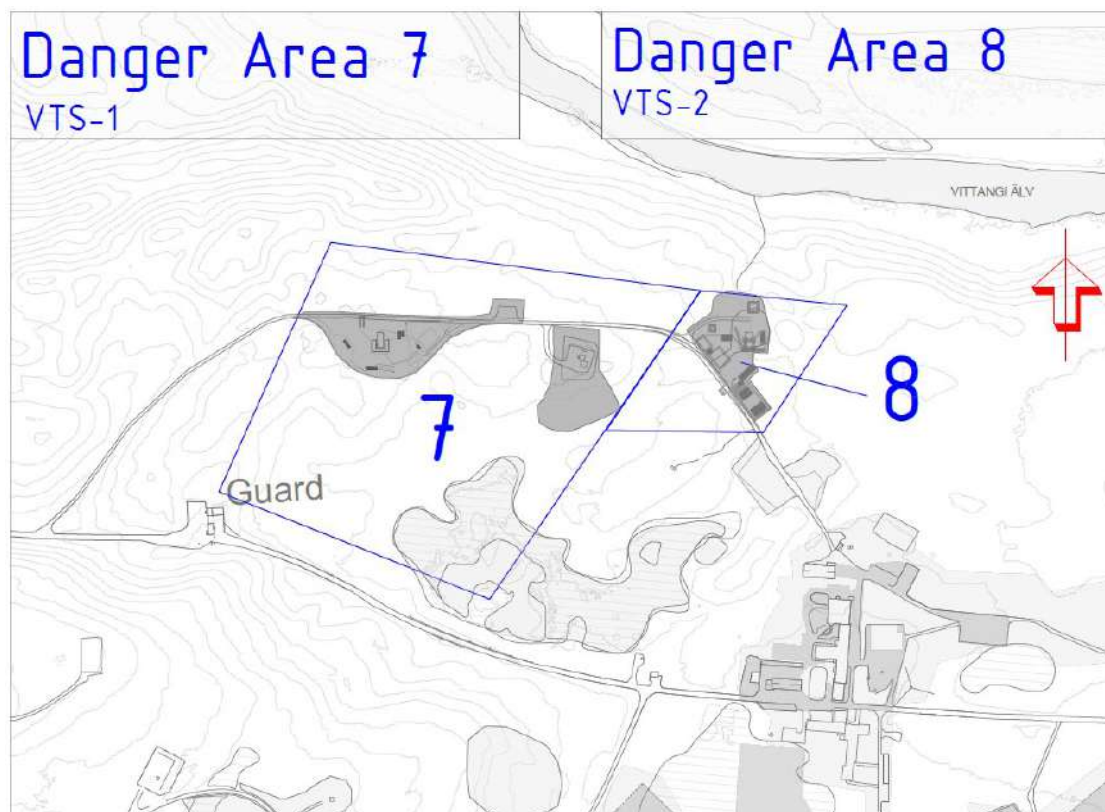 Danger Area 7
VTS-1
Danger Area 8
VTS-2
VITTANGI ÄLV
7
8
Guard